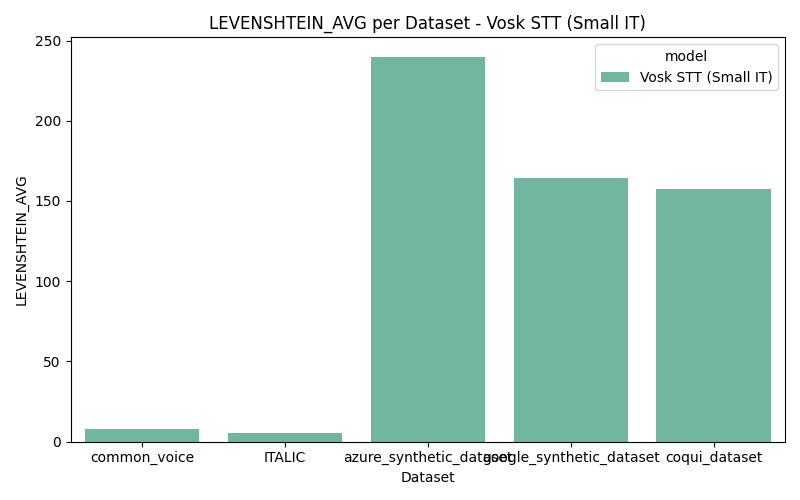 LEVENSHTEIN_AVG per Dataset - Vosk STT (Small IT)
model
Vosk STT (Small IT)
LEVENSHTEIN_AVG
250
200
150
100
50
0
common_voice ITALIC azure_synthetic_dataset google_synthetic_dataset coqui_dataset
Dataset